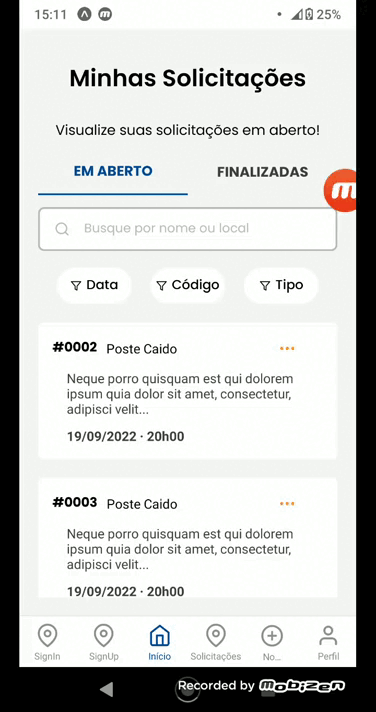 15:11
25%
Minhas Solicitações
Visualize suas solicitações em aberto!
EM ABERTO
FINALIZADAS
Busque por nome ou local
Data
Código
Tipo
#0002 Poste Caido
Neque porro quisquam est qui dolorem
ipsum quia dolor sit amet, consectetur,
adipisci velit...
19/09/2022 · 20h00
#0003 Poste Caido
Neque porro quisquam est qui dolorem
ipsum quia dolor sit amet, consectetur,
adipisci velit...
19/09/2022 · 20h00
SignIn
SignUp
Início
Solicitações
No...
Perfil
Recorded by Mobizen